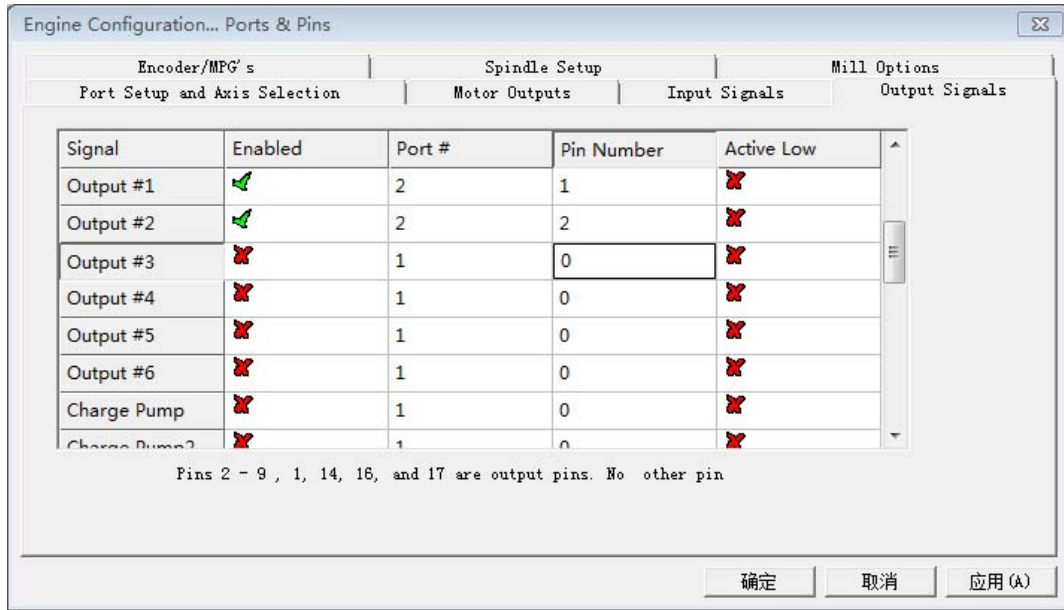 Engine Configuration... Ports & Pins
Encoder/MPG's Spindle Setup Mill Options
Port Setup and Axis Selection Motor Outputs Input Signals Output Signals
Signal Enabled Port # Pin Number Active Low
Output #1 2 1
Output #2 2 2
Output #3 1 0
Output #4 1 0
Output #5 1 0
Output #6 1 0
Charge Pump 1 0
Charge Pump2 1 0
Pins 2 - 9 , 1, 14, 16, and 17 are output pins. No other pin
确定 取消 应用(A)